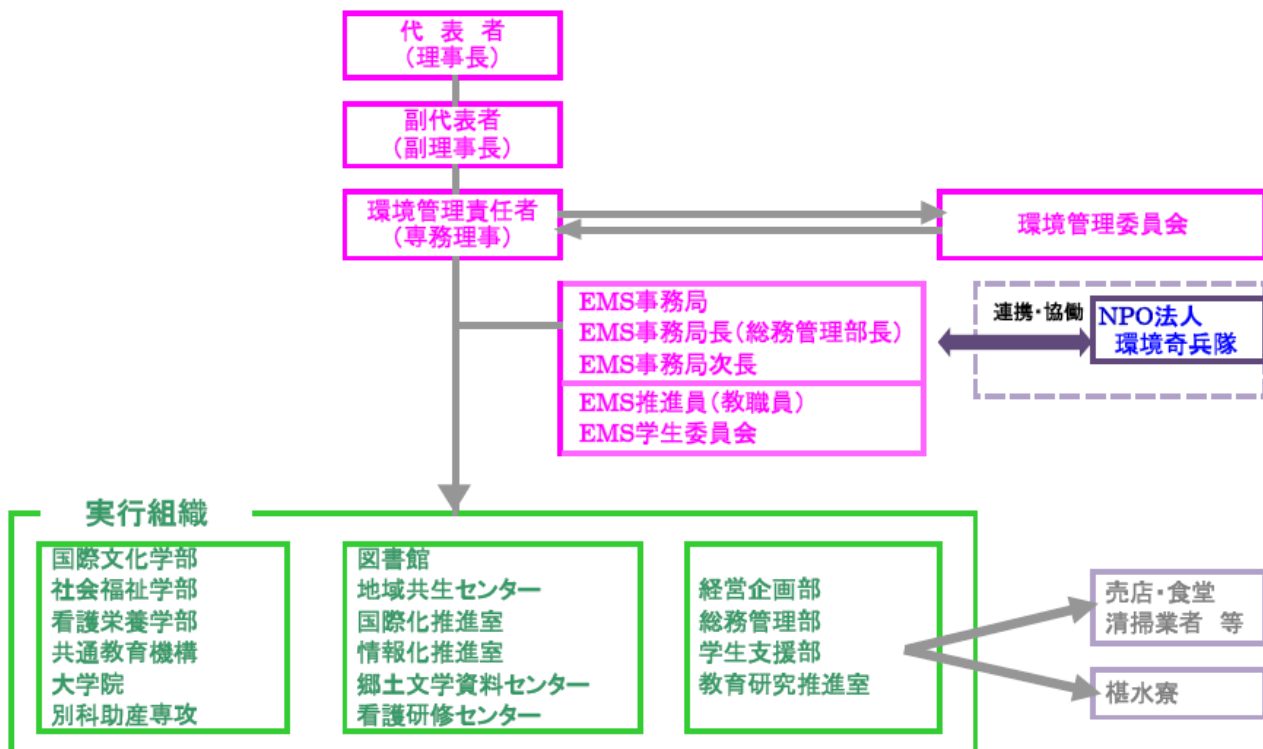 代 表 者
（理事長）
副代表者
（副理事長）
環境管理責任者
（専務理事）
環境管理委員会
EMS事務局
EMS事務局長（総務管理部長）
EMS事務局次長
EMS推進員（教職員）
EMS学生委員会
連携・協働
NPO法人
環境奇兵隊
実行組織
国際文化学部
社会福祉学部
看護栄養学部
共通教育機構
大学院
別科助産専攻
図書館
地域共生センター
国際化推進室
情報化推進室
郷土文学資料センター
看護研修センター
経営企画部
総務管理部
学生支援部
教育研究推進室
売店・食堂
清掃業者 等
椹水寮